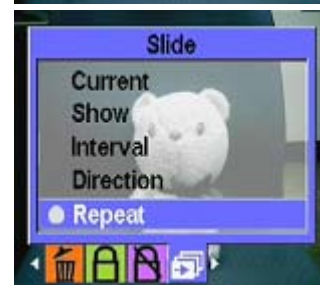 Slide
Current
Show
Interval
Direction
Repeat